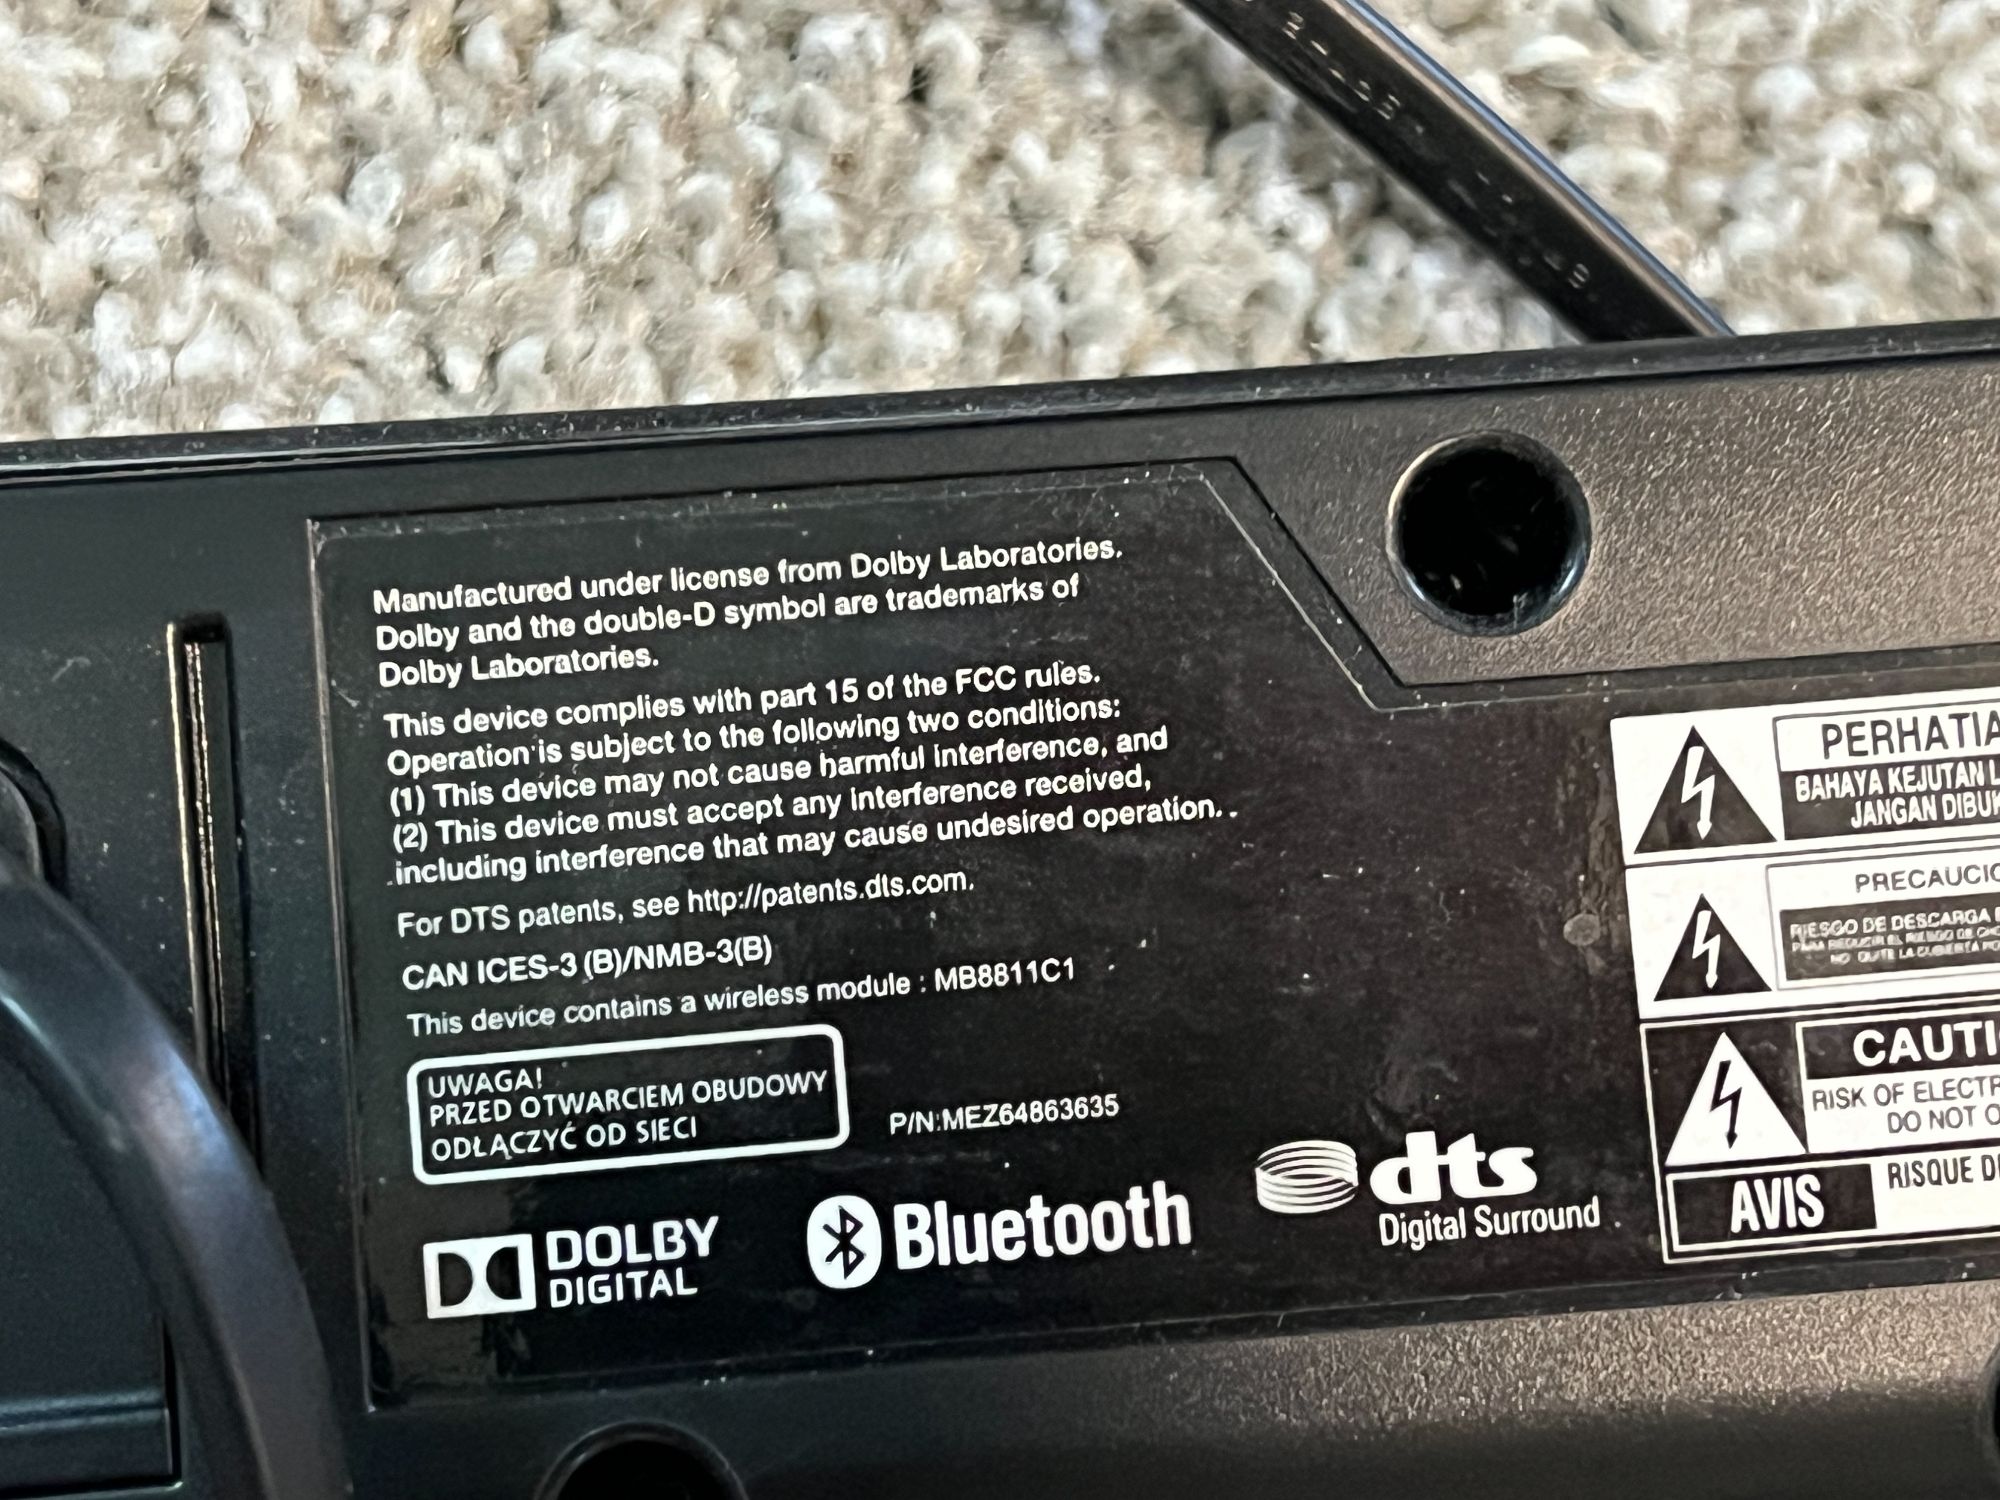 Manufactured under license from Dolby Laboratories.
Dolby and the double-D symbol are trademarks of
Dolby Laboratories.
This device complies with part 15 of the FCC rules.
Operation is subject to the following two conditions:
(1) This device may not cause harmful interference, and
(2) This device must accept any interference received,
including interference that may cause undesired operation.
For DTS patents, see http://patents.dts.com.
CAN ICES-3 (B)/NMB-3(B)
This device contains a wireless module : MB8811C1
UWAGA!
PRZED OTWARCIEM OBUDOWY
ODŁĄCZYĆ OD SIECI
P/N:MEZ64863635
DOLBY
DIGITAL
Bluetooth
dts
Digital Surround
PERHATIA
BAHAYA KEJUTAN L
JANGAN DIBUK
PRECAUCIO
RIESGO DE DESCARGA E
NO QUITE LA CUBIERTA PO
CAUTI
RISK OF ELECTR
DO NOT O
AVIS
RISQUE D